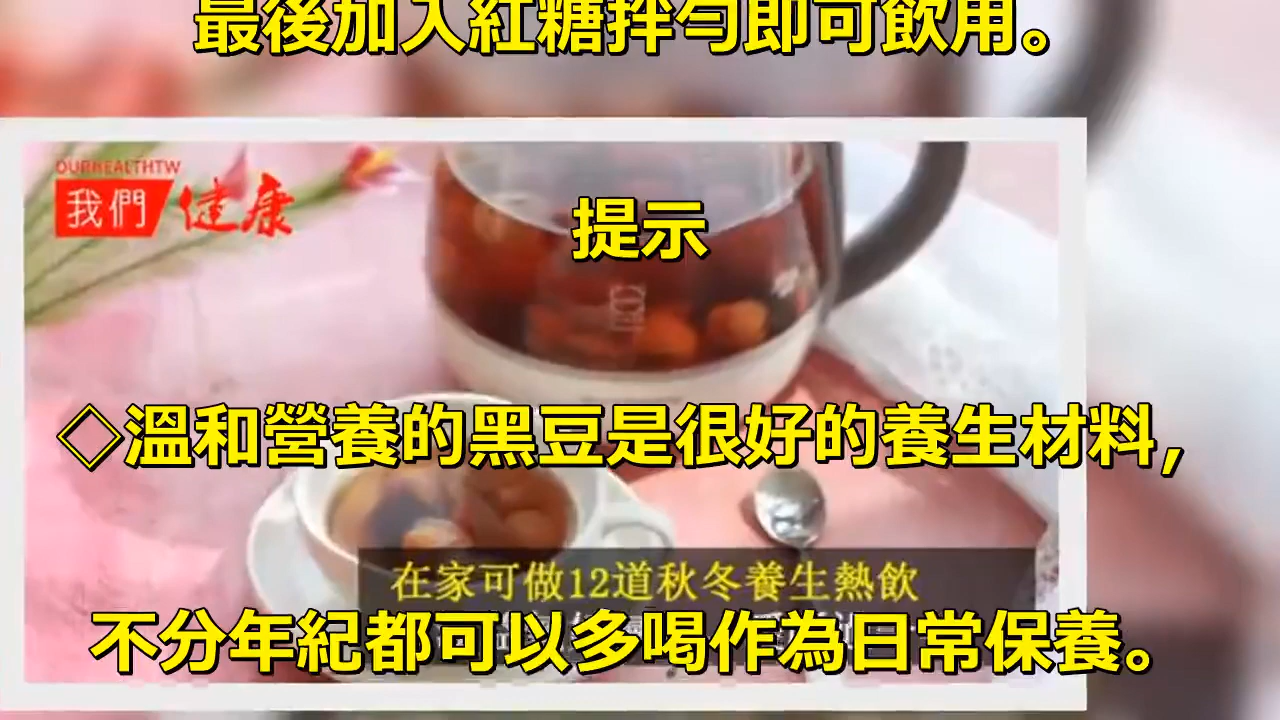 最後加入紅糖拌勻即可飲用。
OURHEALTHTW
我們健康
提示
◇溫和營養的黑豆是很好的養生材料，
在家可做12道秋冬養生熱飲
不分年紀都可以多喝作為日常保養。